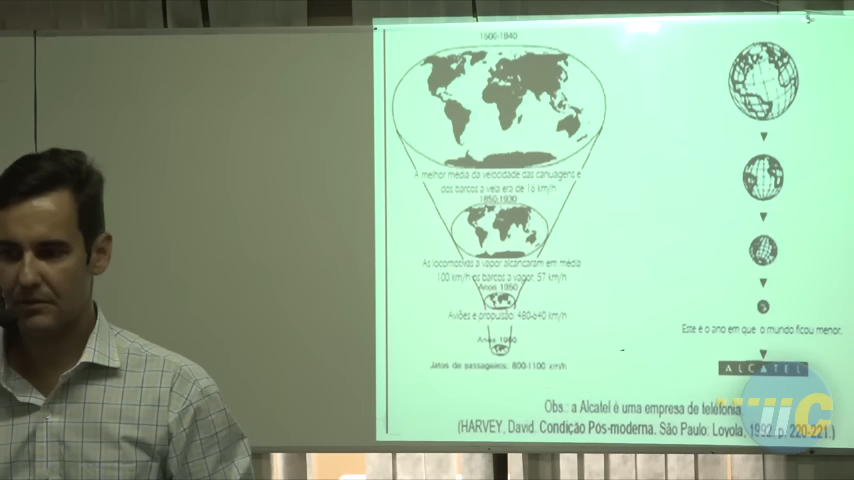 1500-1840
A melhor média da velocidade das carruagens e
dos barcos a vela era de 16 km/h
1850-1930
As locomotivas a vapor alcançaram em média
100 km/h os barcos a vapor, 57 km/h
Anos 1950
Aviões e propulsão: 480-640 km/h
Anos 1960
Jatos de passageiros: 800-1100 km/h
Este é o ano em que o mundo ficou menor.
ALCATEL
Obs.: a Alcatel é uma empresa de telefonia
(HARVEY, David. Condição Pós-moderna. São Paulo: Loyola, 1992 p. 220-221.)